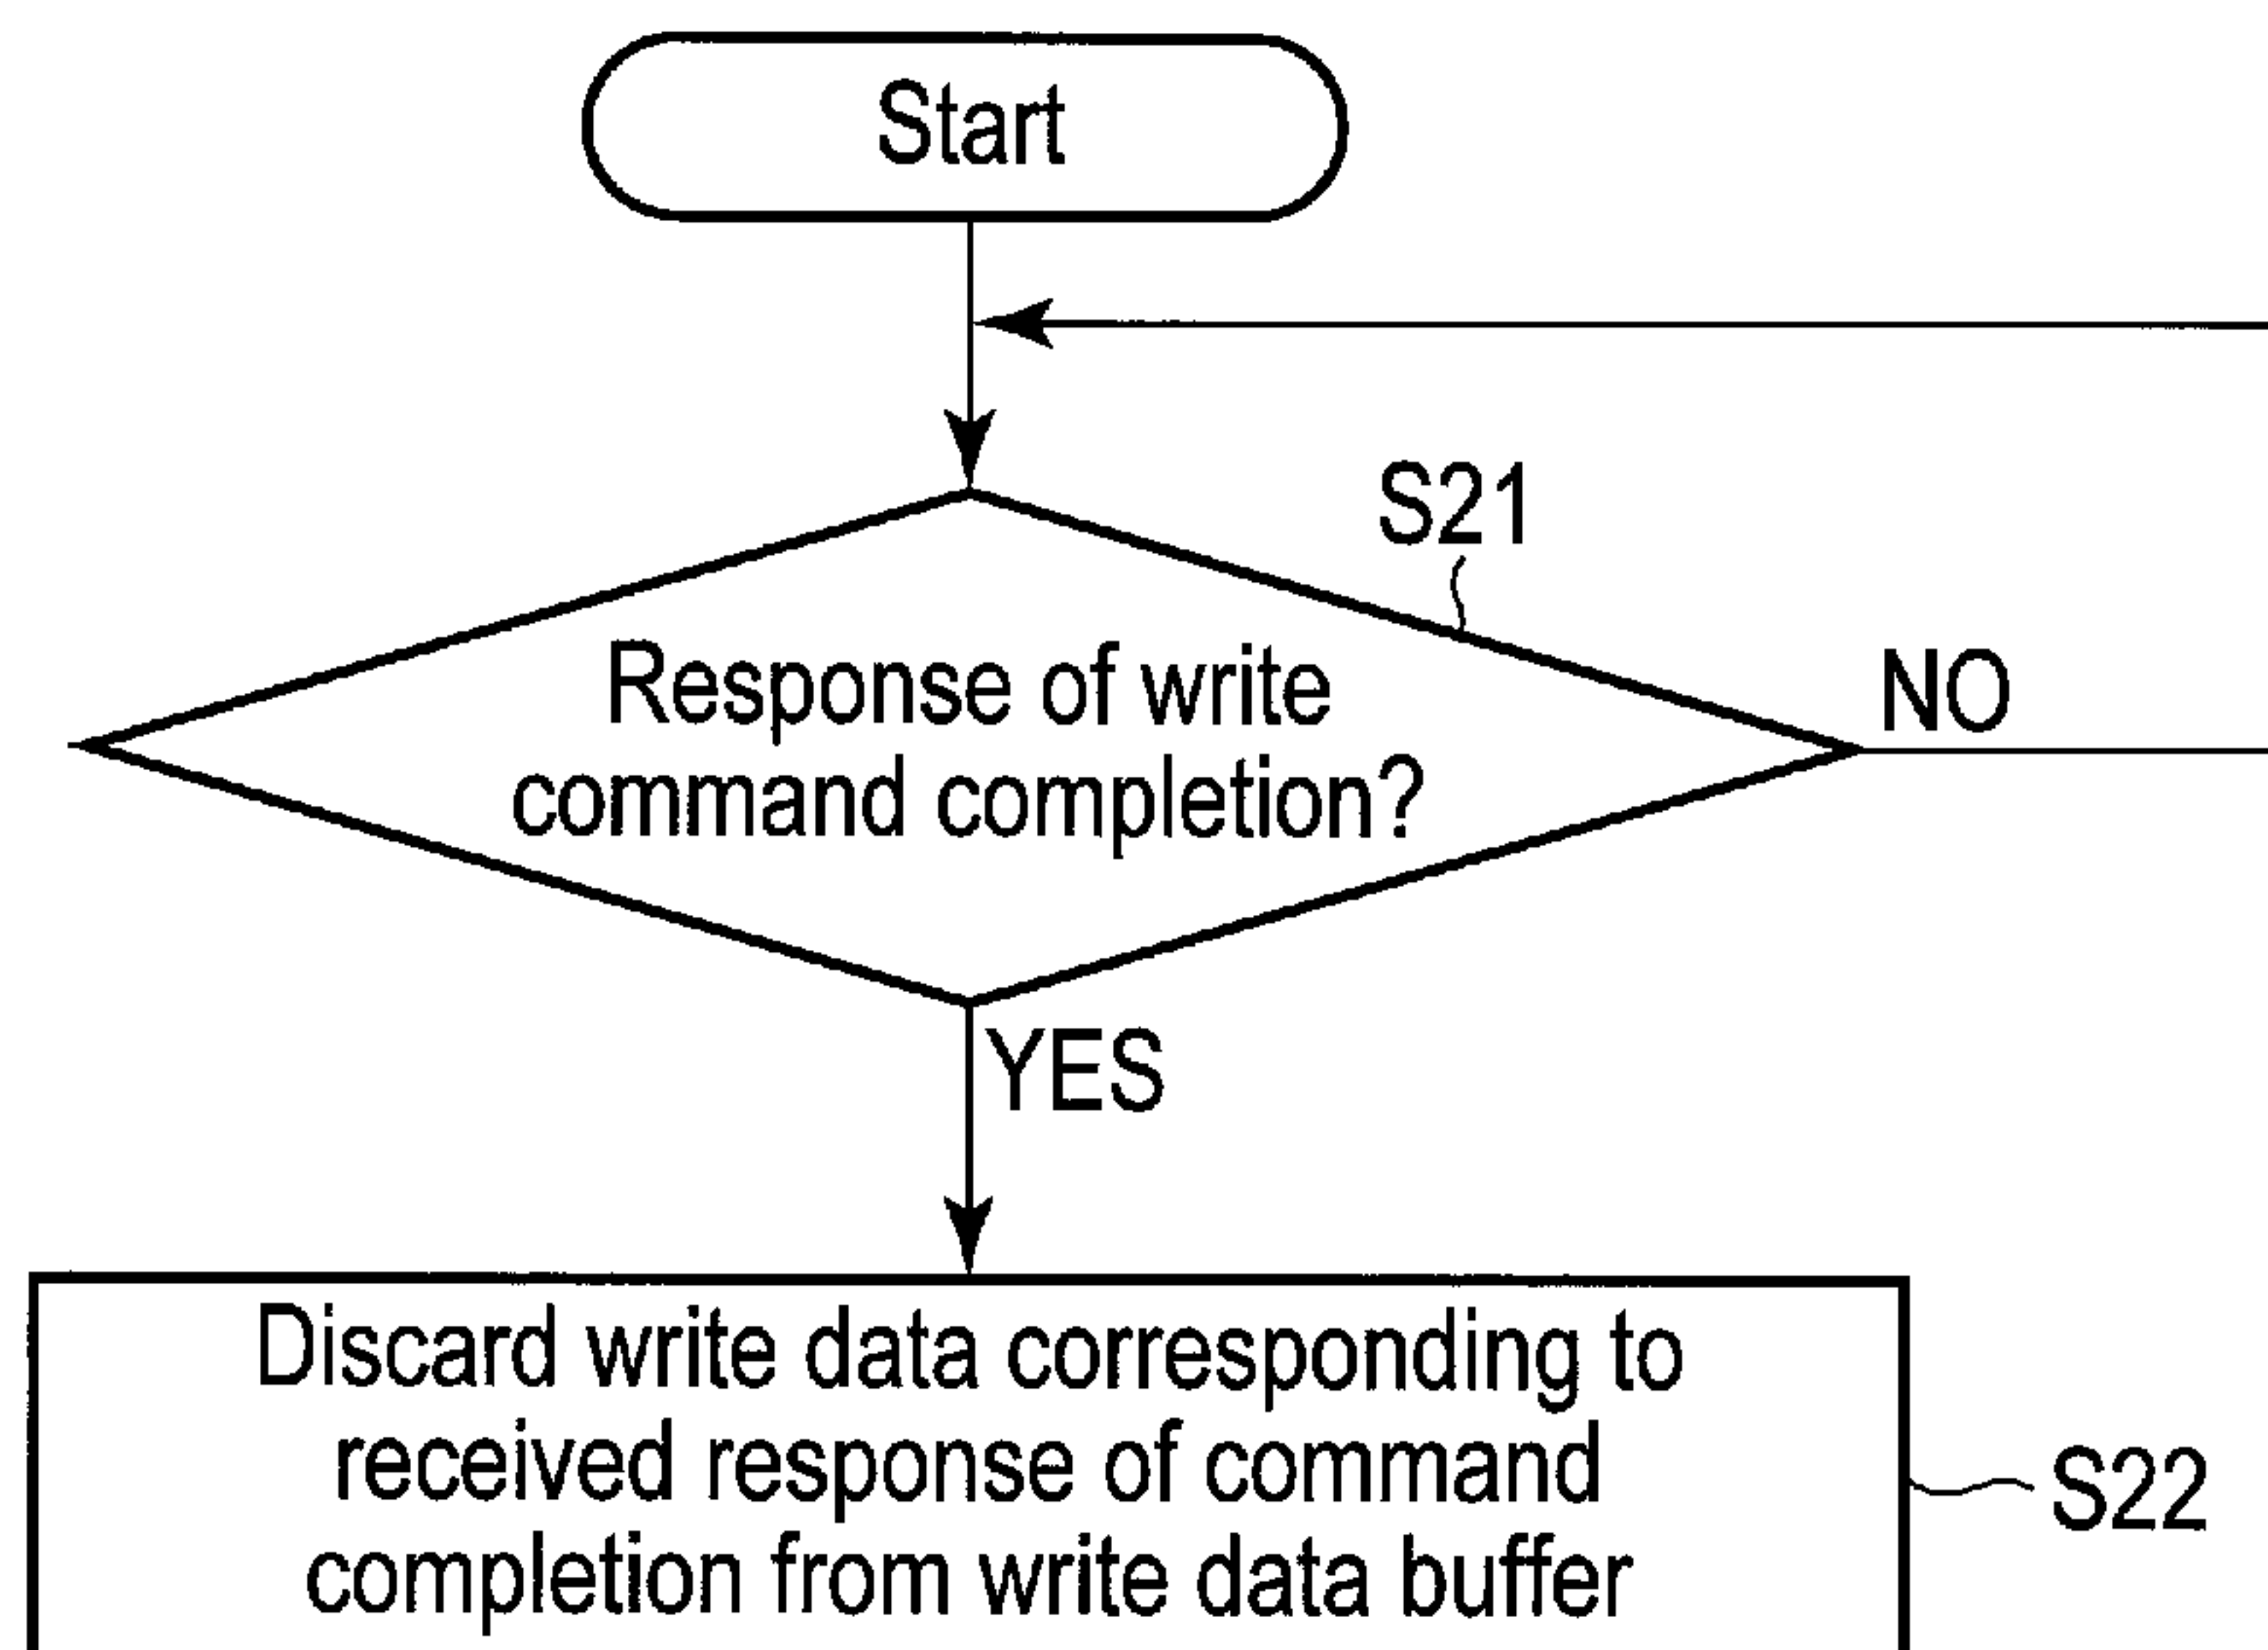 Start
S21
Response of write
command completion?
NO
YES
Discard write data corresponding to
received response of command
completion from write data buffer
S22